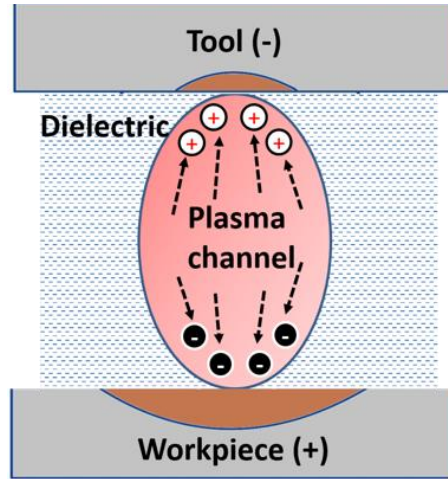 Tool (-)
Dielectric
+ + + +
Plasma
channel
- - - -
Workpiece (+)